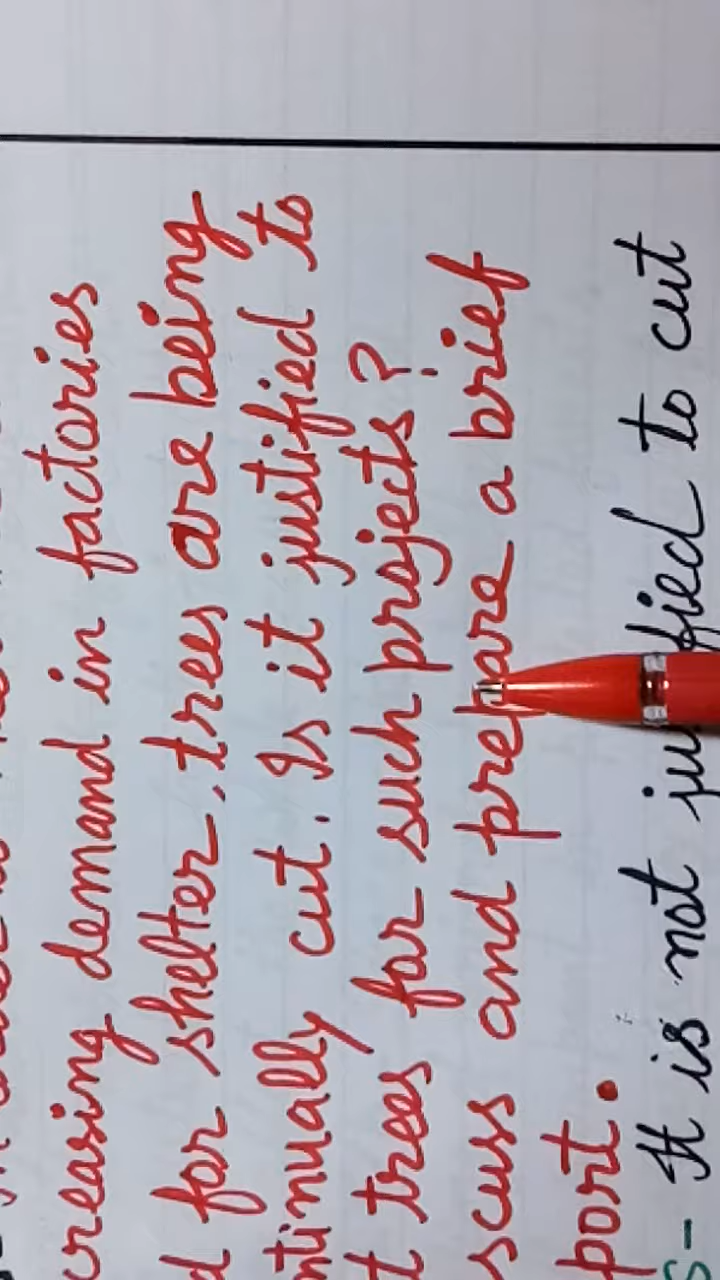 creasing demand in factories
d for shelter, trees are being
ntinually cut. Is it justified to
t trees for such projects?
scuss and prepare a brief
port.
s- It is not ju fied to cut